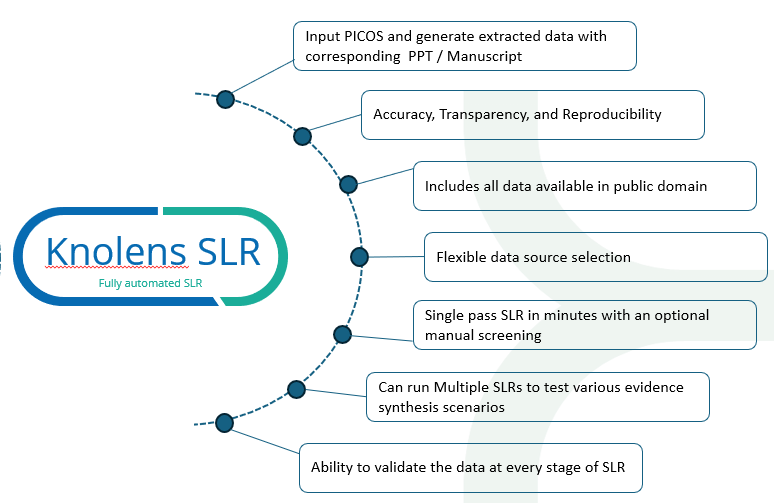 Input PICOS and generate extracted data with
corresponding PPT / Manuscript
Accuracy, Transparency, and Reproducibility
Includes all data available in public domain
Knolens SLR
Fully automated SLR
Flexible data source selection
Single pass SLR in minutes with an optional
manual screening
Can run Multiple SLRs to test various evidence
synthesis scenarios
Ability to validate the data at every stage of SLR